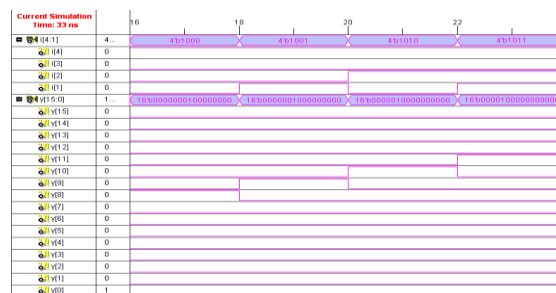 Current Simulation
Time: 33 ns
16 18 20 22
i[4:1] 4... 4'b1000 4'b1001 4'b1010 4'b1011
i[4] 0
i[3] 0
i[2] 0
i[1] 0
y[15:0] 1... 16'b0000000100000000 16'b0000001000000000 16'b0000010000000000 16'b0000100000000000
y[15] 0
y[14] 0
y[13] 0
y[12] 0
y[11] 0
y[10] 0
y[9] 0
y[8] 0
y[7] 0
y[6] 0
y[5] 0
y[4] 0
y[3] 0
y[2] 0
y[1] 0
y[0] 1